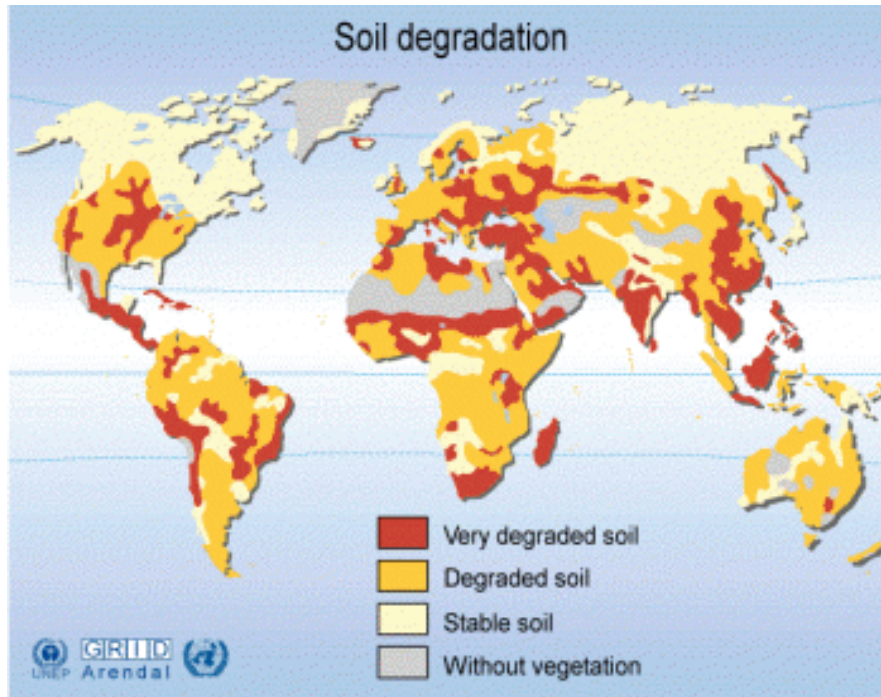 Soil degradation
Very degraded soil
Degraded soil
Stable soil
Without vegetation
UNEP
GRID
Arendal